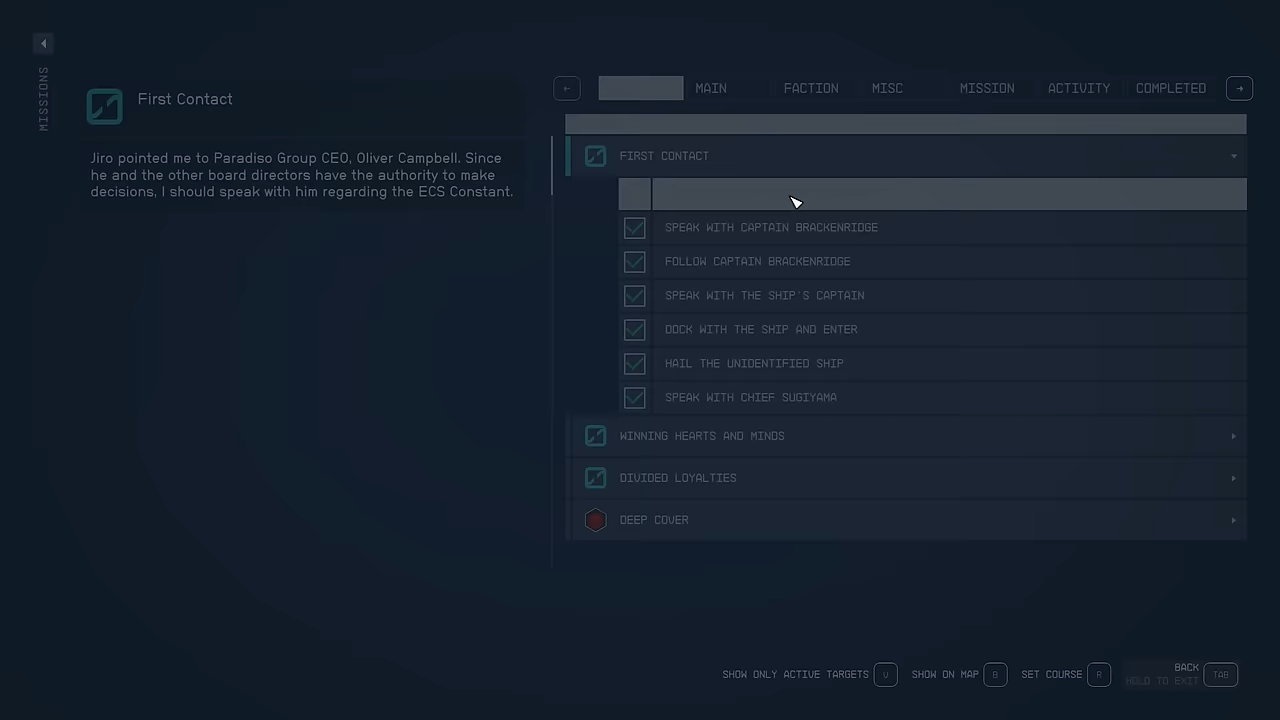 MISSIONS
First Contact
Jiro pointed me to Paradiso Group CEO, Oliver Campbell. Since
he and the other board directors have the authority to make
decisions, I should speak with him regarding the ECS Constant.
MAIN
FACTION
MISC
MISSION
ACTIVITY
COMPLETED
FIRST CONTACT
SPEAK WITH CAPTAIN BRACKENRIDGE
FOLLOW CAPTAIN BRACKENRIDGE
SPEAK WITH THE SHIP'S CAPTAIN
DOCK WITH THE SHIP AND ENTER
HAIL THE UNIDENTIFIED SHIP
SPEAK WITH CHIEF SUGIYAMA
WINNING HEARTS AND MINDS
DIVIDED LOYALTIES
DEEP COVER
SHOW ONLY ACTIVE TARGETS V
SHOW ON MAP
SET COURSE R
BACK TAB
HOLD TO EXIT